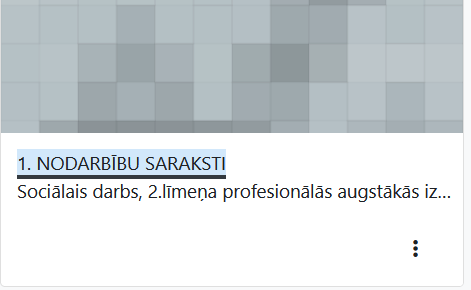 1. NODARBĪBU SARAKSTI
Sociālais darbs, 2.līmeņa profesionālās augstākās iz...